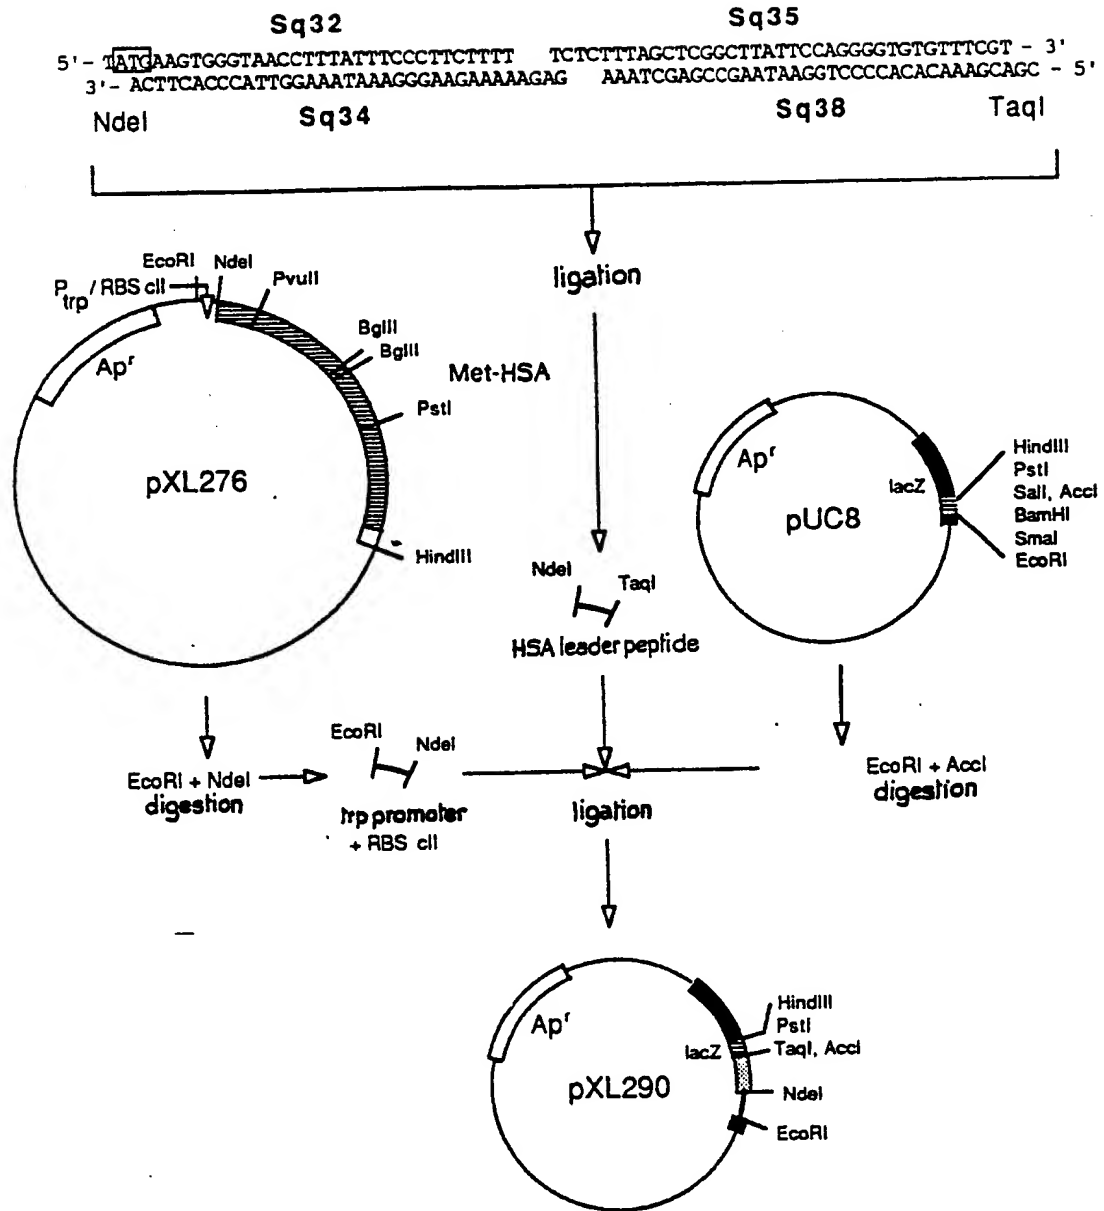 Sq32 Sq35
5'- TATGAAGTGGGTAACCTTTATTTCCCTTCTTTT TCTCTTTAGCTCGGCTTATTCCAGGGGTGTGTTTCGT - 3'
3'- ACTTCACCCATTGGAAATAAAGGGAAGAAAAAGAG AAATCGAGCCGAATAAGGTCCCCACACAAAGCAGC - 5'
NdeI Sq34 Sq38 TaqI
ligation
EcoRI NdeI
Ptrp / RBS cII PvuII
BglII
BglII
Apr
Met-HSA
PstI
pXL276
HindIII
Apr
lacZ
pUC8
HindIII
PstI
SalI, AccI
BamHI
SmaI
EcoRI
NdeI TaqI
HSA leader peptide
EcoRI + NdeI
digestion
EcoRI NdeI
trp promoter
+ RBS cII
ligation
EcoRI + AccI
digestion
Apr
lacZ
pXL290
HindIII
PstI
TaqI, AccI
NdeI
EcoRI